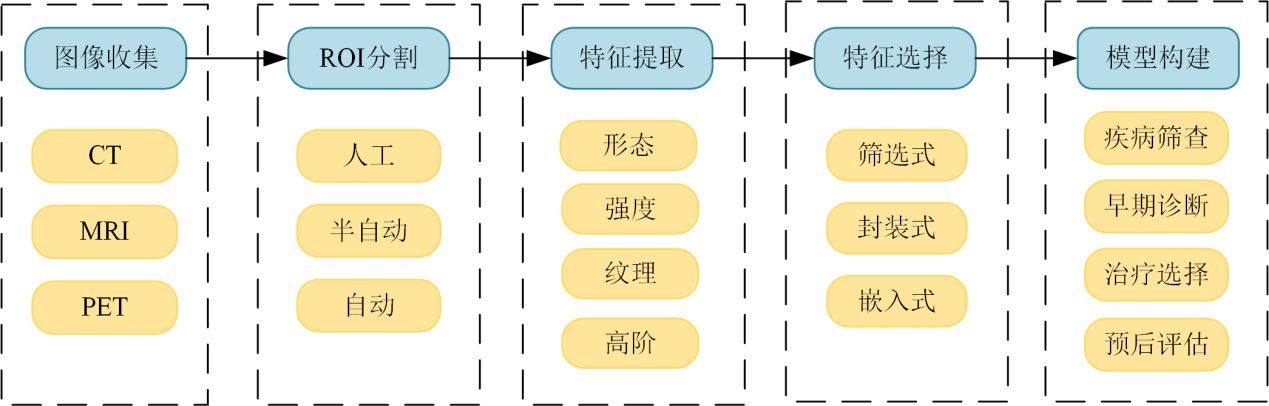 图像收集
ROI分割
特征提取
特征选择
模型构建
CT
MRI
PET
人工
半自动
自动
形态
强度
纹理
高阶
筛选式
封装式
嵌入式
疾病筛查
早期诊断
治疗选择
预后评估